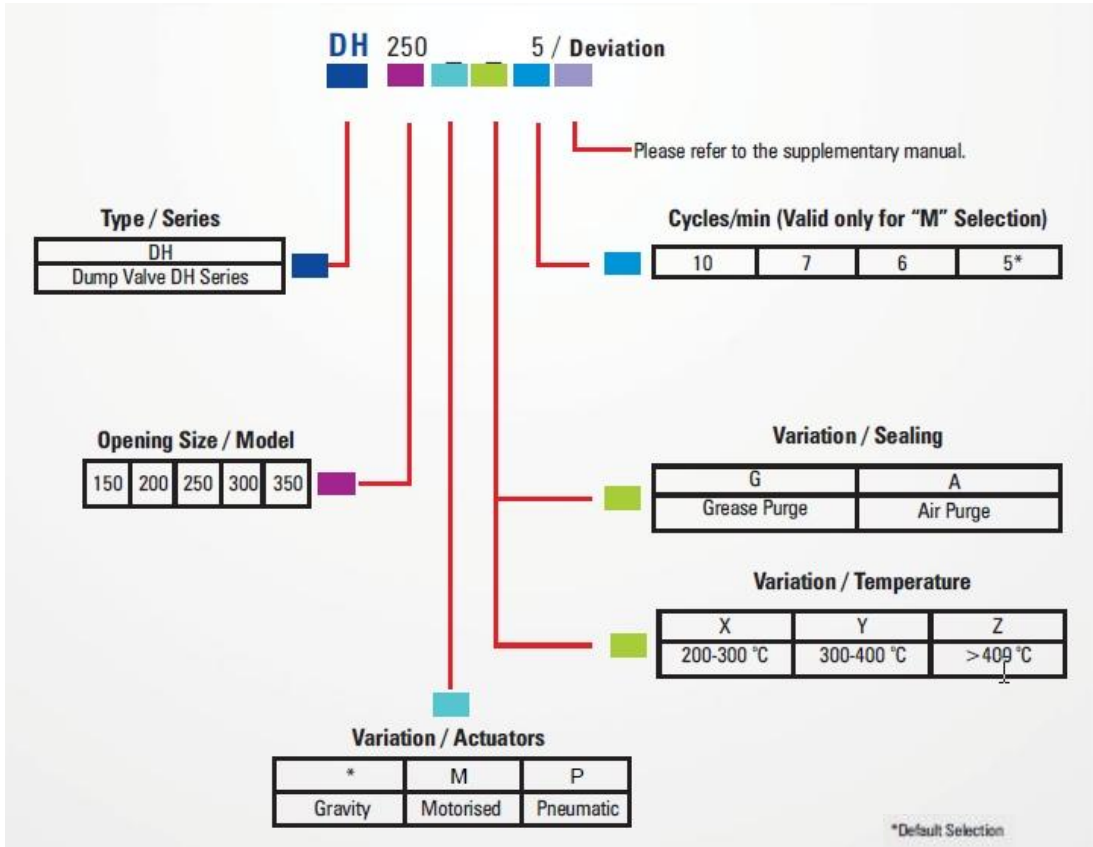 DH 250 _ _ 5 / Deviation
Please refer to the supplementary manual.
Type / Series
DH
Dump Valve DH Series
Cycles/min (Valid only for “M” Selection)
10 7 6 5*
Opening Size / Model
150 200 250 300 350
Variation / Sealing
G A
Grease Purge Air Purge
Variation / Temperature
X Y Z
200-300 °C 300-400 °C >400 °C
Variation / Actuators
* M P
Gravity Motorised Pneumatic
*Default Selection